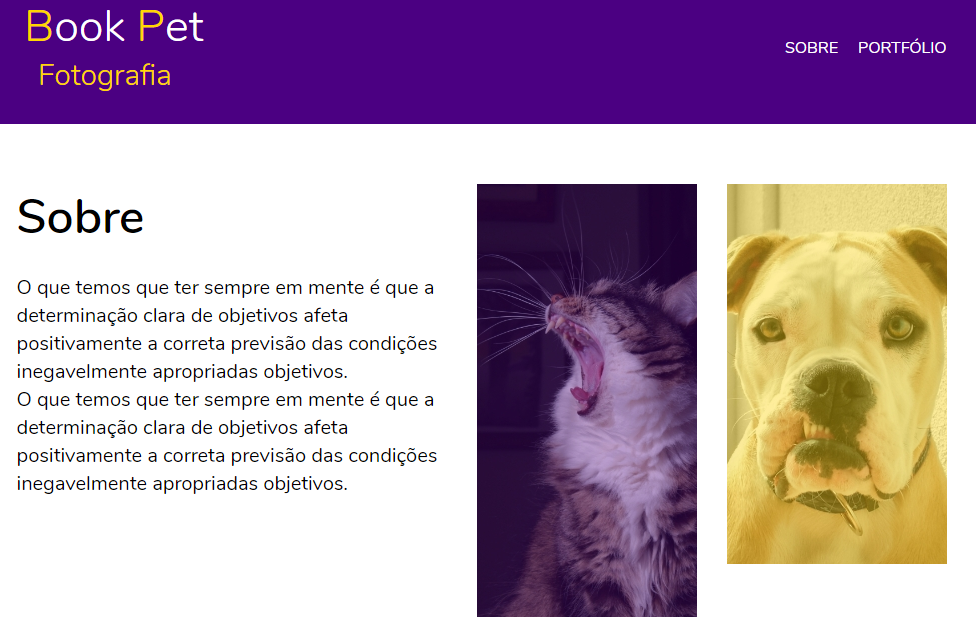 Book Pet
Fotografia
SOBRE PORTFÓLIO
Sobre
O que temos que ter sempre em mente é que a
determinação clara de objetivos afeta
positivamente a correta previsão das condições
inegavelmente apropriadas objetivos.
O que temos que ter sempre em mente é que a
determinação clara de objetivos afeta
positivamente a correta previsão das condições
inegavelmente apropriadas objetivos.